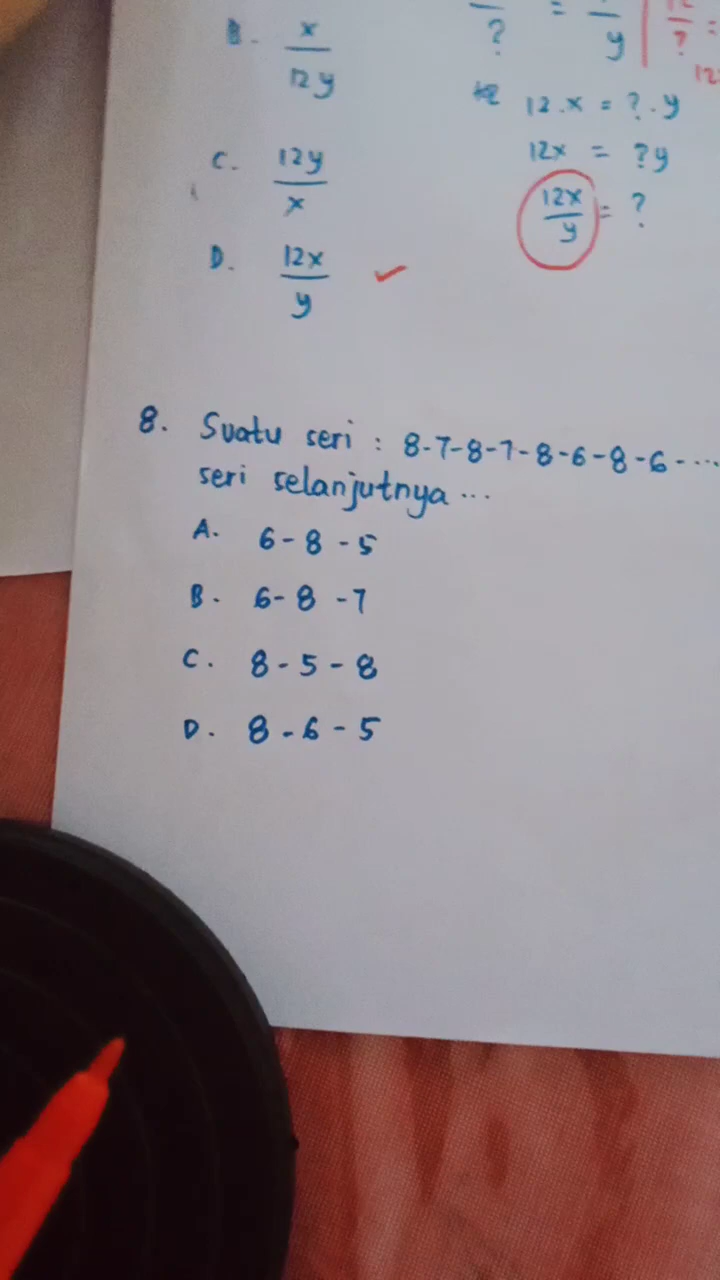 ? = y | ? =
12
B. x/12y
12.x = ?.y
C. 12y/x
12x = ?y
12x/y = ?
D. 12x/y ✓
8. Suatu seri : 8-7-8-7-8-6-8-6-....
seri selanjutnya ...
A. 6-8-5
B. 6-8-7
C. 8-5-8
D. 8-6-5